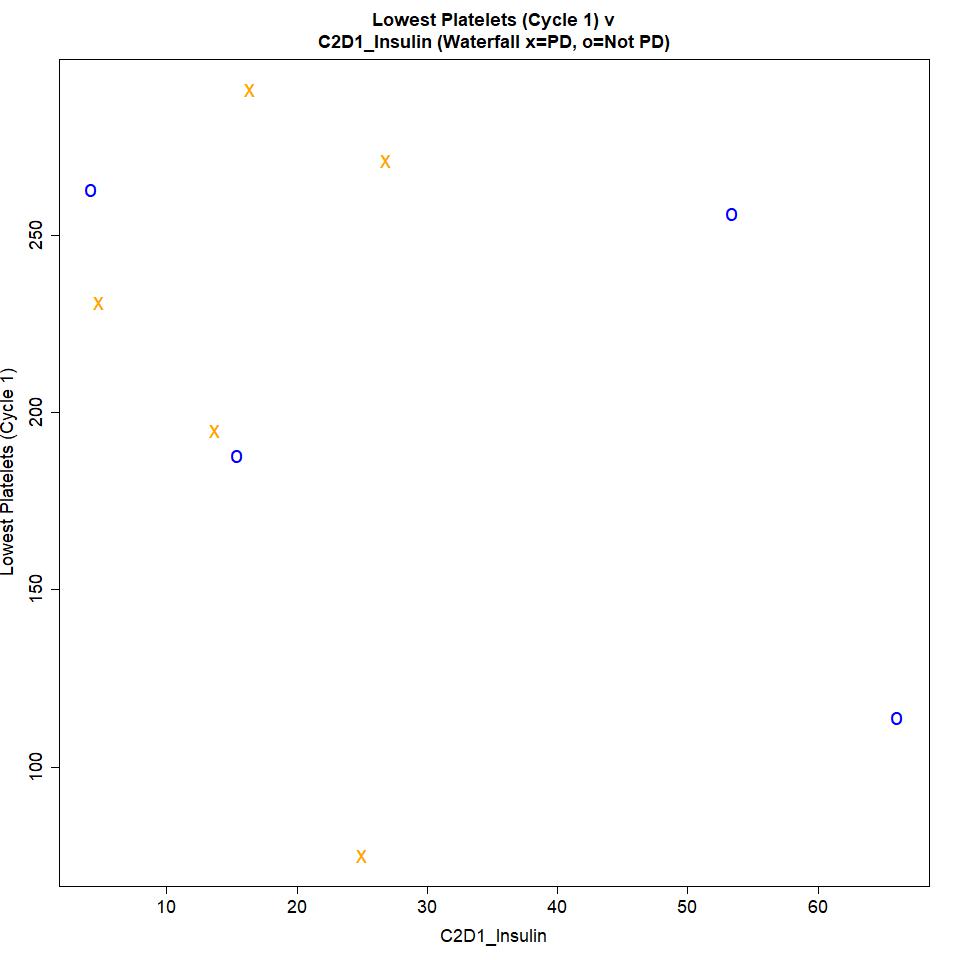 Lowest Platelets (Cycle 1) v
C2D1_Insulin (Waterfall x=PD, o=Not PD)
X
X
O
O
250
X
Lowest Platelets (Cycle 1)
200
X
O
150
O
100
X
10 20 30 40 50 60
C2D1_Insulin